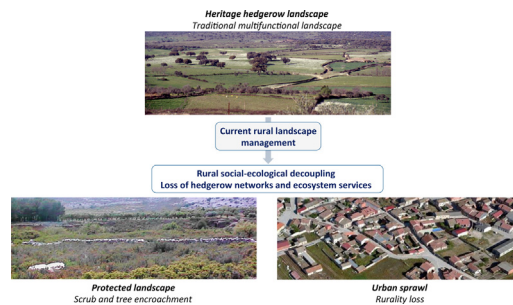 Heritage hedgerow landscape
Traditional multifunctional landscape
Current rural landscape
management
Rural social-ecological decoupling
Loss of hedgerow networks and ecosystem services
Protected landscape
Scrub and tree encroachment
Urban sprawl
Rurality loss